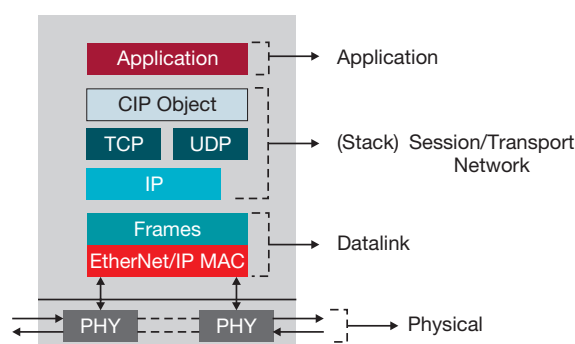 Application
Application
CIP Object
TCP
UDP
(Stack) Session/Transport
Network
IP
Frames
Datalink
EtherNet/IP MAC
PHY
PHY
Physical